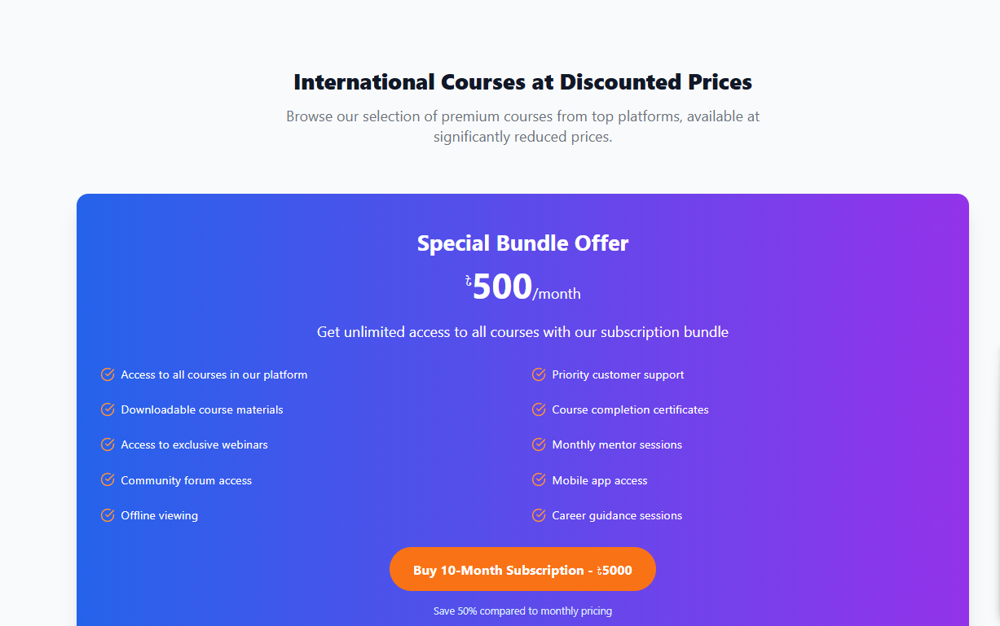 International Courses at Discounted Prices
Browse our selection of premium courses from top platforms, available at
significantly reduced prices.
Special Bundle Offer
৳500/month
Get unlimited access to all courses with our subscription bundle
Access to all courses in our platform
Priority customer support
Downloadable course materials
Course completion certificates
Access to exclusive webinars
Monthly mentor sessions
Community forum access
Mobile app access
Offline viewing
Career guidance sessions
Buy 10-Month Subscription - ৳5000
Save 50% compared to monthly pricing